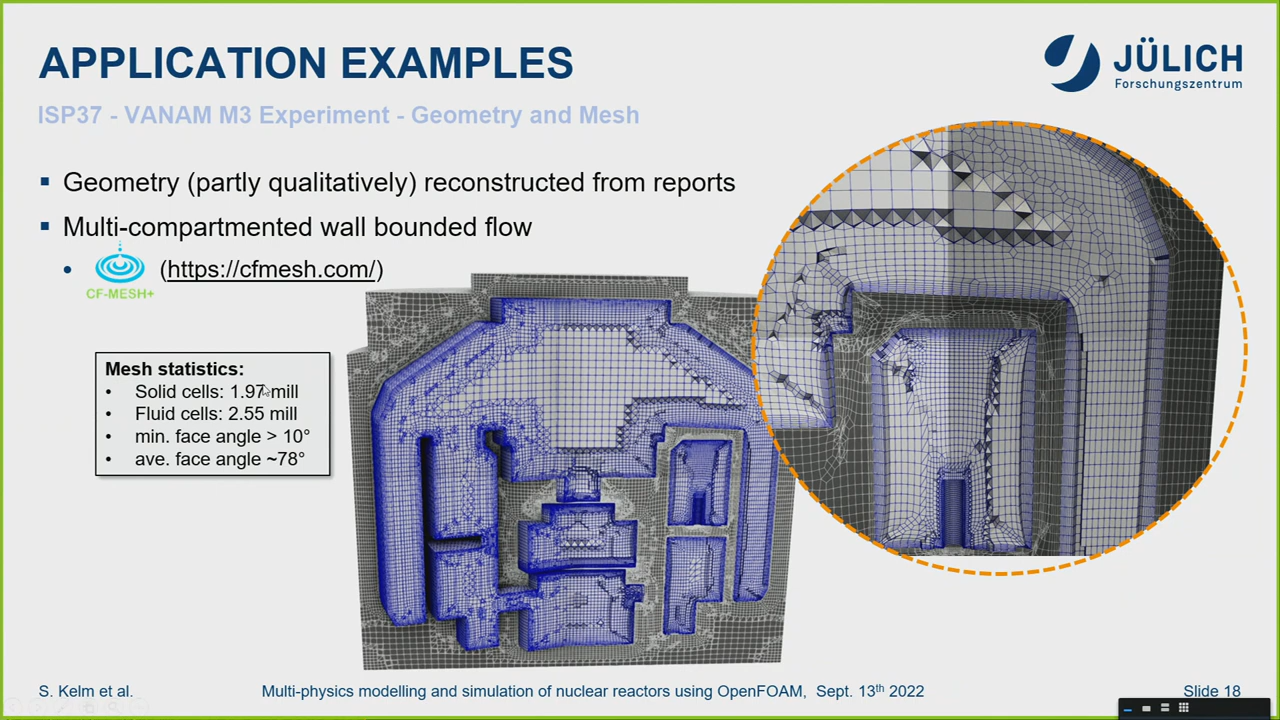 APPLICATION EXAMPLES
JÜLICH
Forschungszentrum
ISP37 - VANAM M3 Experiment - Geometry and Mesh
▪ Geometry (partly qualitatively) reconstructed from reports
▪ Multi-compartmented wall bounded flow
• CF-MESH+ (https://cfmesh.com/)
Mesh statistics:
• Solid cells: 1.97 mill
• Fluid cells: 2.55 mill
• min. face angle > 10°
• ave. face angle ~78°
S. Kelm et al.
Multi-physics modelling and simulation of nuclear reactors using OpenFOAM, Sept. 13th 2022
Slide 18